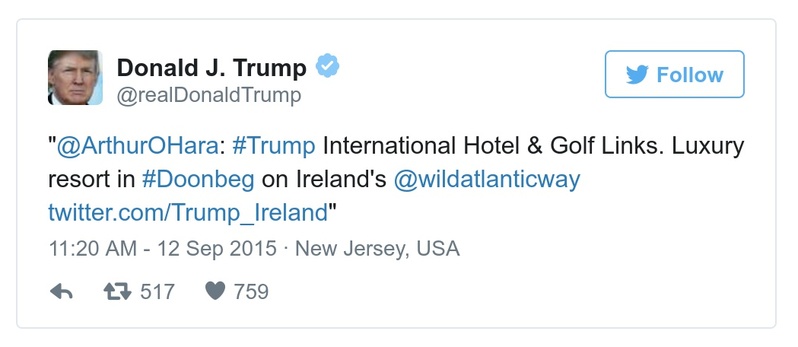 Donald J. Trump
@realDonaldTrump
Follow
"@ArthurOHara: #Trump International Hotel & Golf Links. Luxury
resort in #Doonbeg on Ireland's @wildatlanticway
twitter.com/Trump_Ireland"
11:20 AM - 12 Sep 2015 · New Jersey, USA
517 759